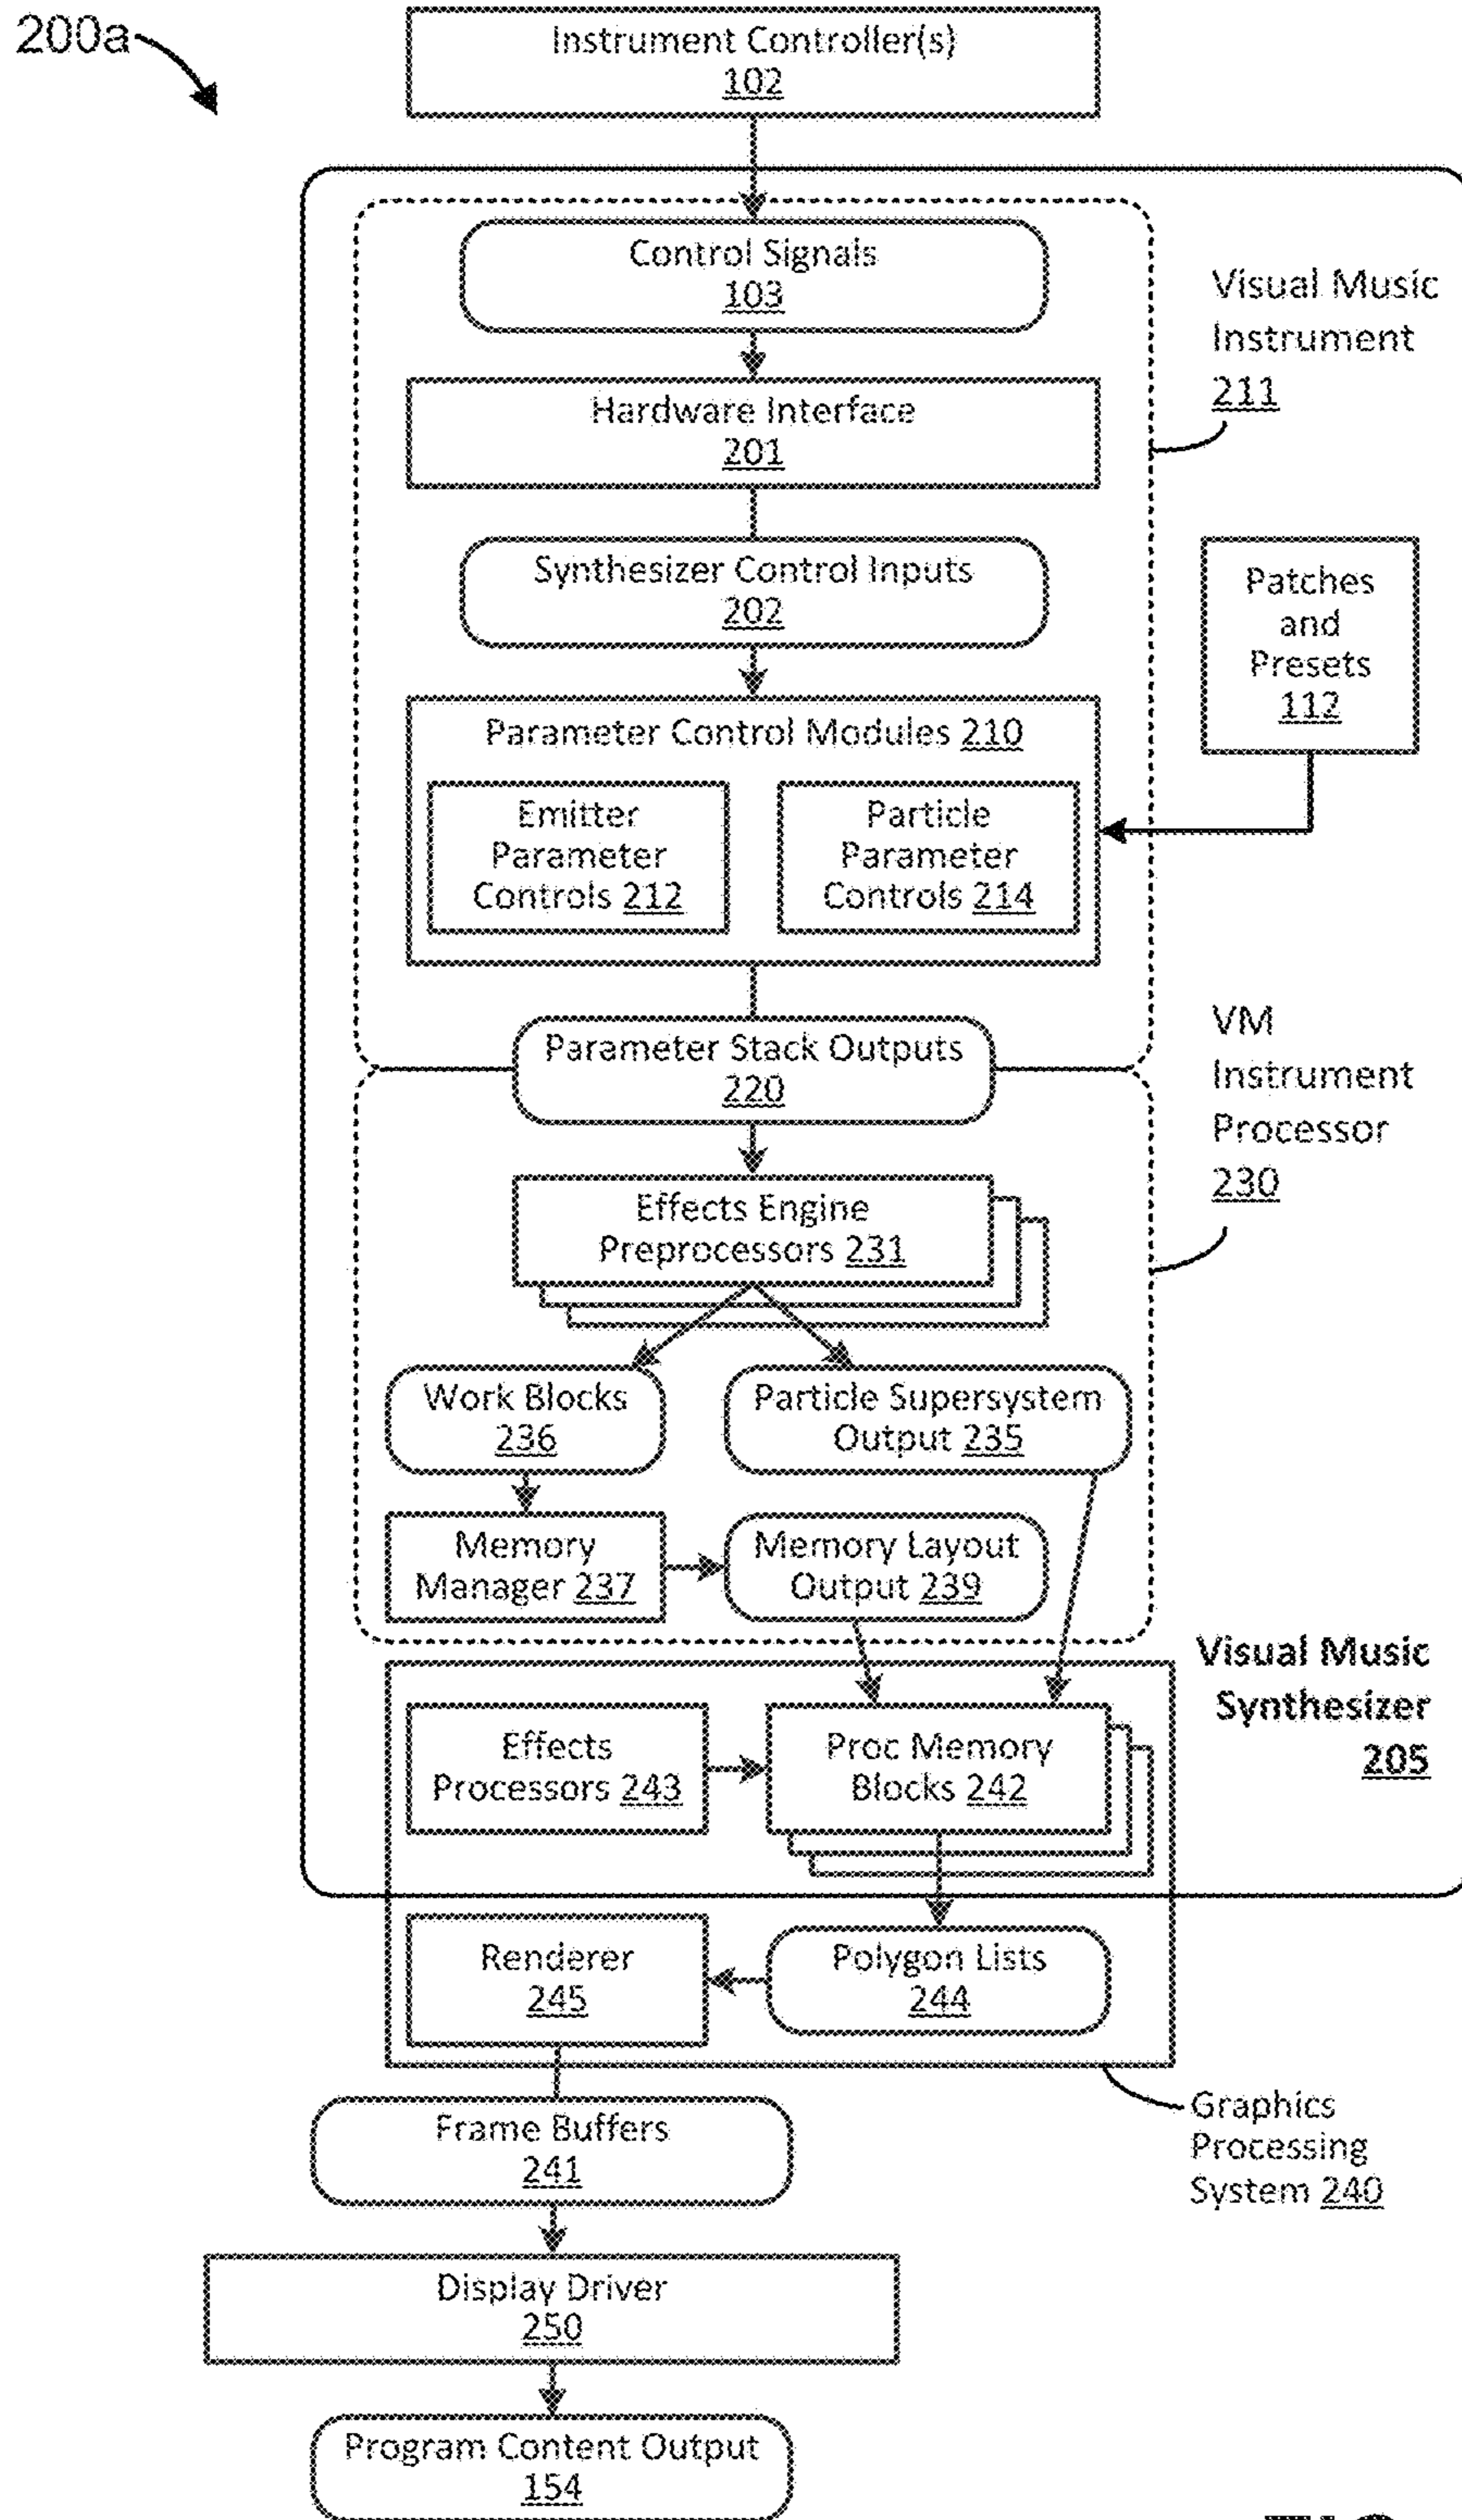 200a
Instrument Controller(s)
102
Control Signals
103
Visual Music
Instrument
211
Hardware Interface
201
Synthesizer Control Inputs
202
Patches
and
Presets
112
Parameter Control Modules 210
Emitter
Parameter
Controls 212
Particle
Parameter
Controls 214
Parameter Stack Outputs
220
VM
Instrument
Processor
230
Effects Engine
Preprocessors 231
Work Blocks
236
Particle Supersystem
Output 235
Memory
Manager 237
Memory Layout
Output 239
Visual Music
Synthesizer
205
Effects
Processors 243
Proc Memory
Blocks 242
Renderer
245
Polygon Lists
244
Graphics
Processing
System 240
Frame Buffers
241
Display Driver
250
Program Content Output
154